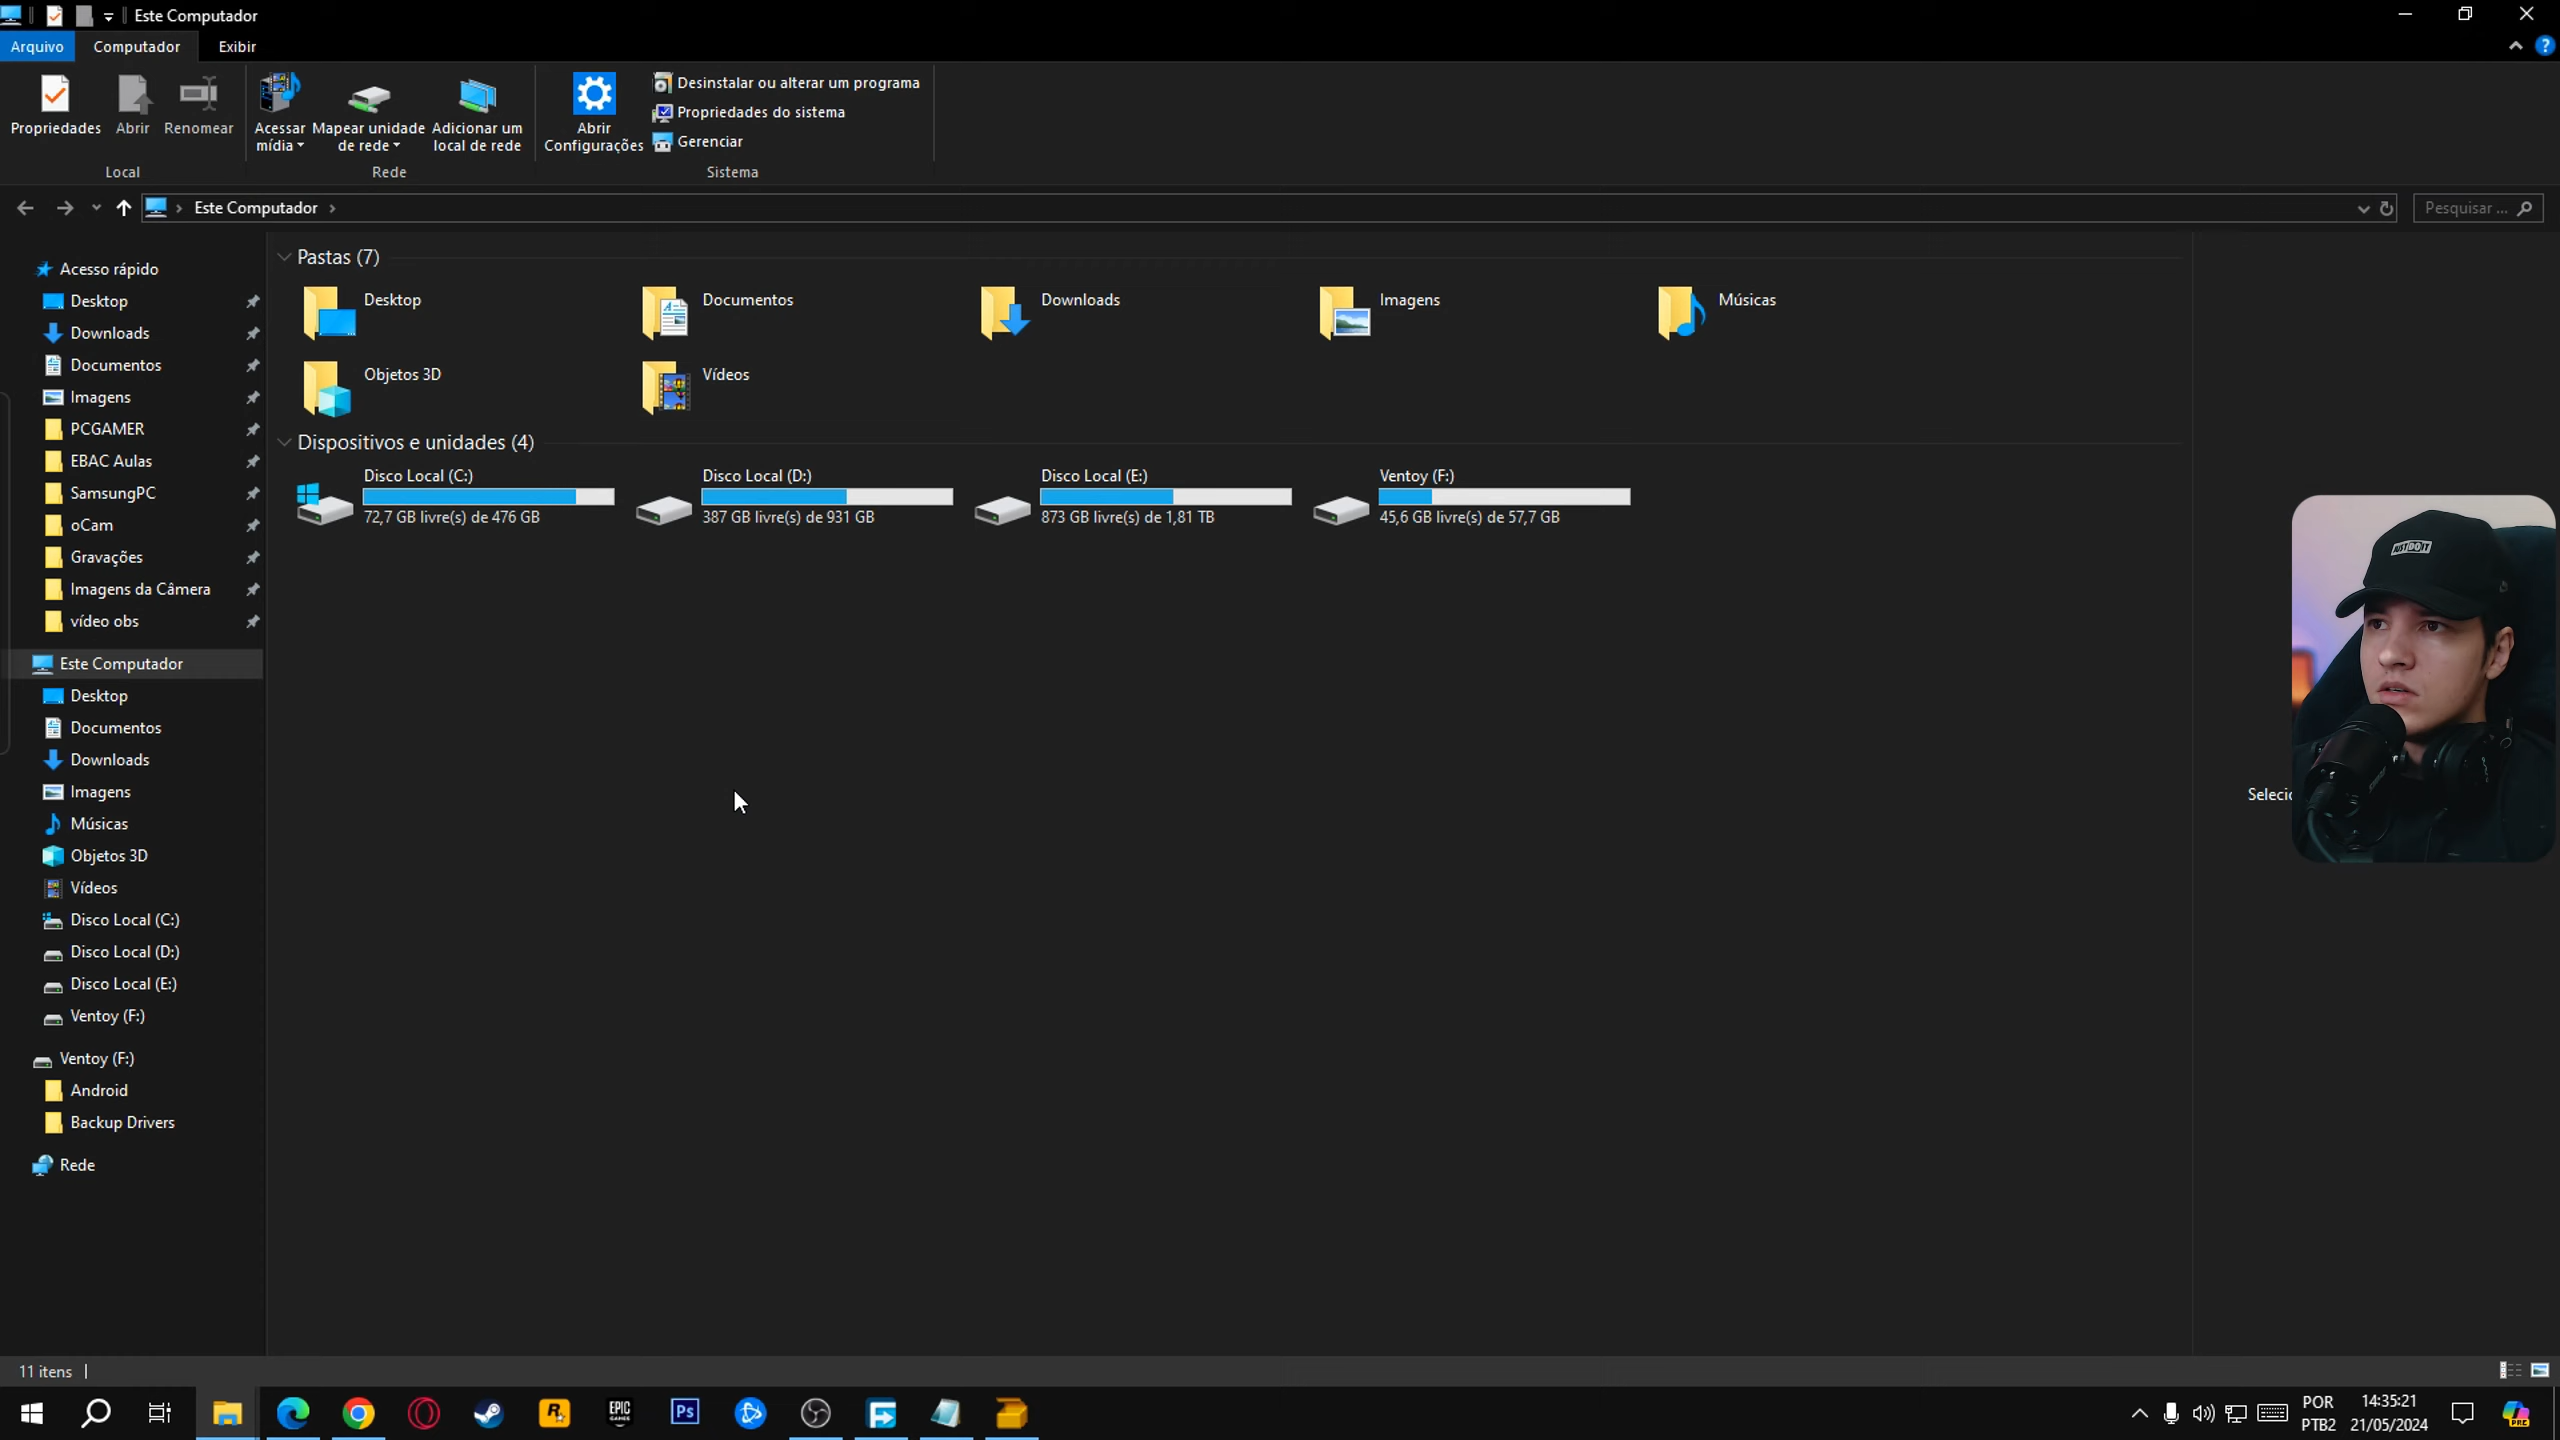 Este Computador
Arquivo
Computador
Exibir
Propriedades
Abrir
Renomear
Local
Acessar
mídia
Mapear unidade
de rede
Adicionar um
local de rede
Rede
Abrir
Configurações
Desinstalar ou alterar um programa
Propriedades do sistema
Gerenciar
Sistema
Este Computador
Pesquisar ...
Acesso rápido
Desktop
Downloads
Documentos
Imagens
PCGAMER
EBAC Aulas
SamsungPC
oCam
Gravações
Imagens da Câmera
vídeo obs
Este Computador
Desktop
Documentos
Downloads
Imagens
Músicas
Objetos 3D
Vídeos
Disco Local (C:)
Disco Local (D:)
Disco Local (E:)
Ventoy (F:)
Ventoy (F:)
Android
Backup Drivers
Rede
Pastas (7)
Desktop
Documentos
Downloads
Imagens
Músicas
Objetos 3D
Vídeos
Dispositivos e unidades (4)
Disco Local (C:)
72,7 GB livre(s) de 476 GB
Disco Local (D:)
387 GB livre(s) de 931 GB
Disco Local (E:)
873 GB livre(s) de 1,81 TB
Ventoy (F:)
45,6 GB livre(s) de 57,7 GB
11 itens
EPIC
GAMES
Ps
POR
PTB2
14:35:21
21/05/2024
PRE